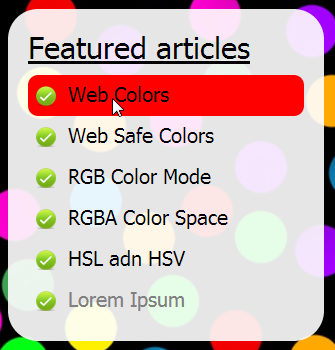 Featured articles
Web Colors
Web Safe Colors
RGB Color Mode
RGBA Color Space
HSL adn HSV
Lorem Ipsum